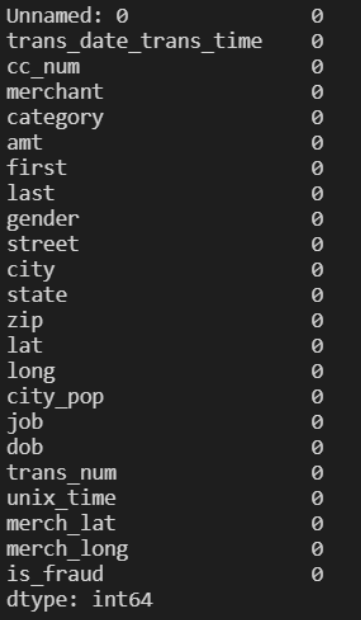 Unnamed: 0 0
trans_date_trans_time 0
cc_num 0
merchant 0
category 0
amt 0
first 0
last 0
gender 0
street 0
city 0
state 0
zip 0
lat 0
long 0
city_pop 0
job 0
dob 0
trans_num 0
unix_time 0
merch_lat 0
merch_long 0
is_fraud 0
dtype: int64